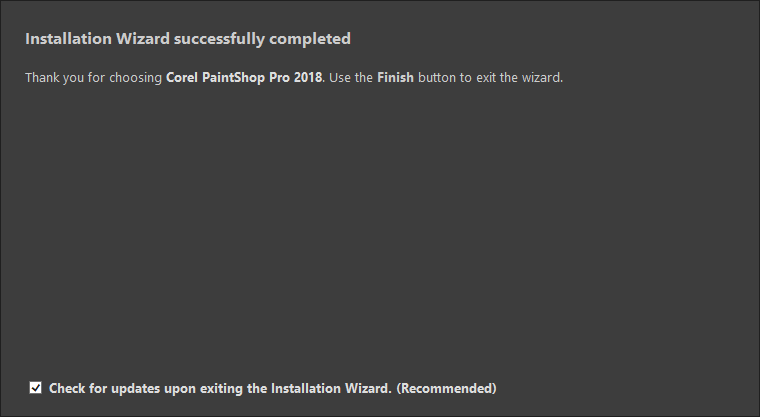 Installation Wizard successfully completed
Thank you for choosing Corel PaintShop Pro 2018. Use the Finish button to exit the wizard.
Check for updates upon exiting the Installation Wizard. (Recommended)